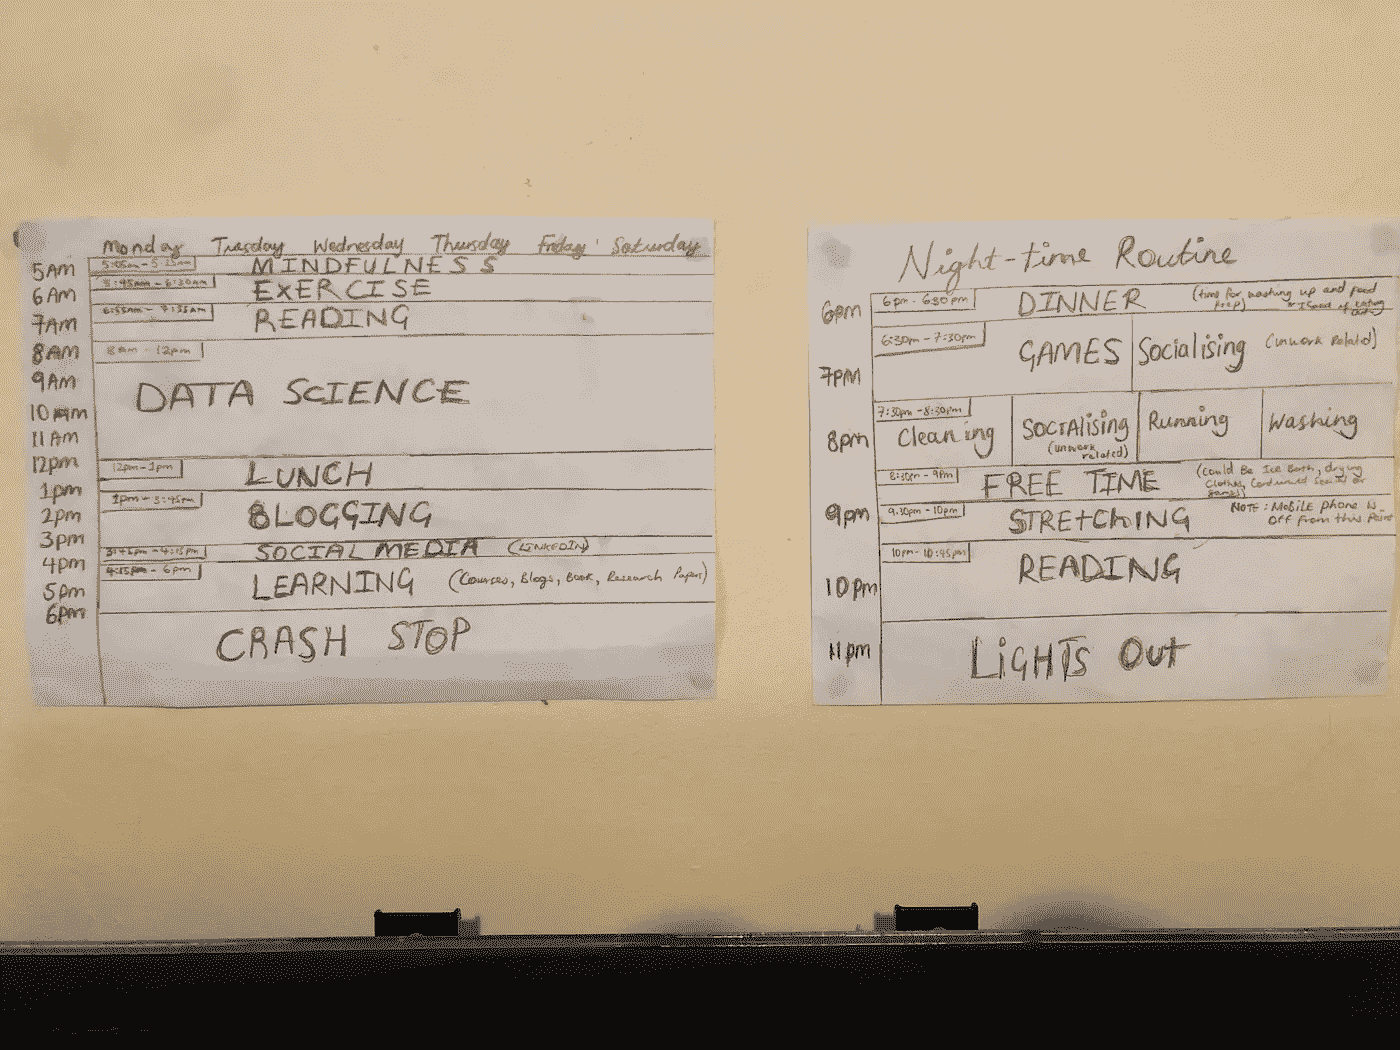 Monday Tuesday Wednesday Thursday Friday Saturday
5AM 5:05am - 5:35am MINDFULNESS
6AM 5:45am - 6:30am EXERCISE
7AM 6:55am - 7:55am READING
8AM 8am - 12pm
9AM DATA SCIENCE
10am
11Am
12pm 12pm - 1pm LUNCH
1pm 1pm - 3:45pm
2pm BLOGGING
3pm 3:45pm - 4:15pm SOCIAL MEDIA (LINKEDIN)
4pm 4:15pm - 6pm
5pm LEARNING (Courses, Blogs, Book, Research Papers)
6pm
CRASH STOP
Night-time Routine
6pm 6pm - 6:30pm DINNER (time for washing up and food
prep)
6:30pm - 7:30pm GAMES Socialising (unwork Related)
7PM
7:30pm - 8:30pm
8pm Cleaning SOCIALising Running Washing
(unwork
related)
8:30pm - 9pm FREE TIME (Could Be Ice Bath, drying
Clothes, Continued Social or
games)
9pm 9.30pm - 10pm STREtChING NOTE: Mobile phone is
Off From this Point
10pm - 10:45pm READING
10pm
11pm LiGHTS Out